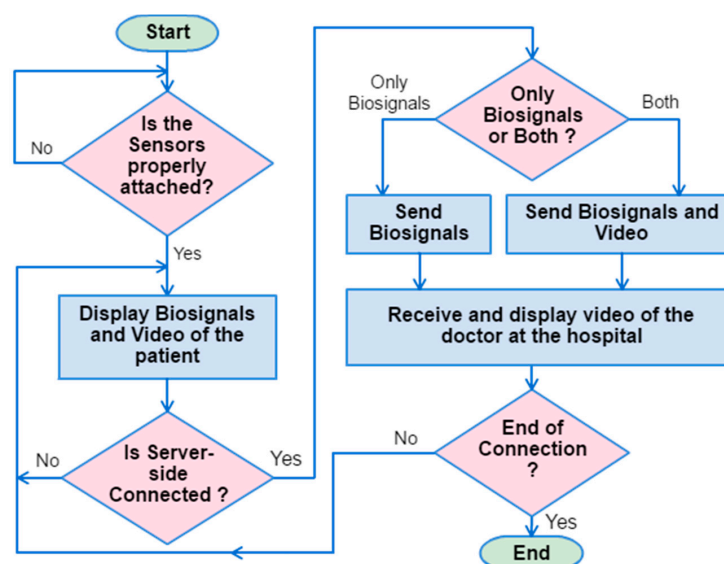 Start
Is the
Sensors
properly
attached?
No
Yes
Display Biosignals
and Video of the
patient
Is Server-
side
Connected ?
No
Yes
Only
Biosignals
or Both ?
Only
Biosignals
Both
Send
Biosignals
Send Biosignals and
Video
Receive and display video of the
doctor at the hospital
End of
Connection
?
No
Yes
End